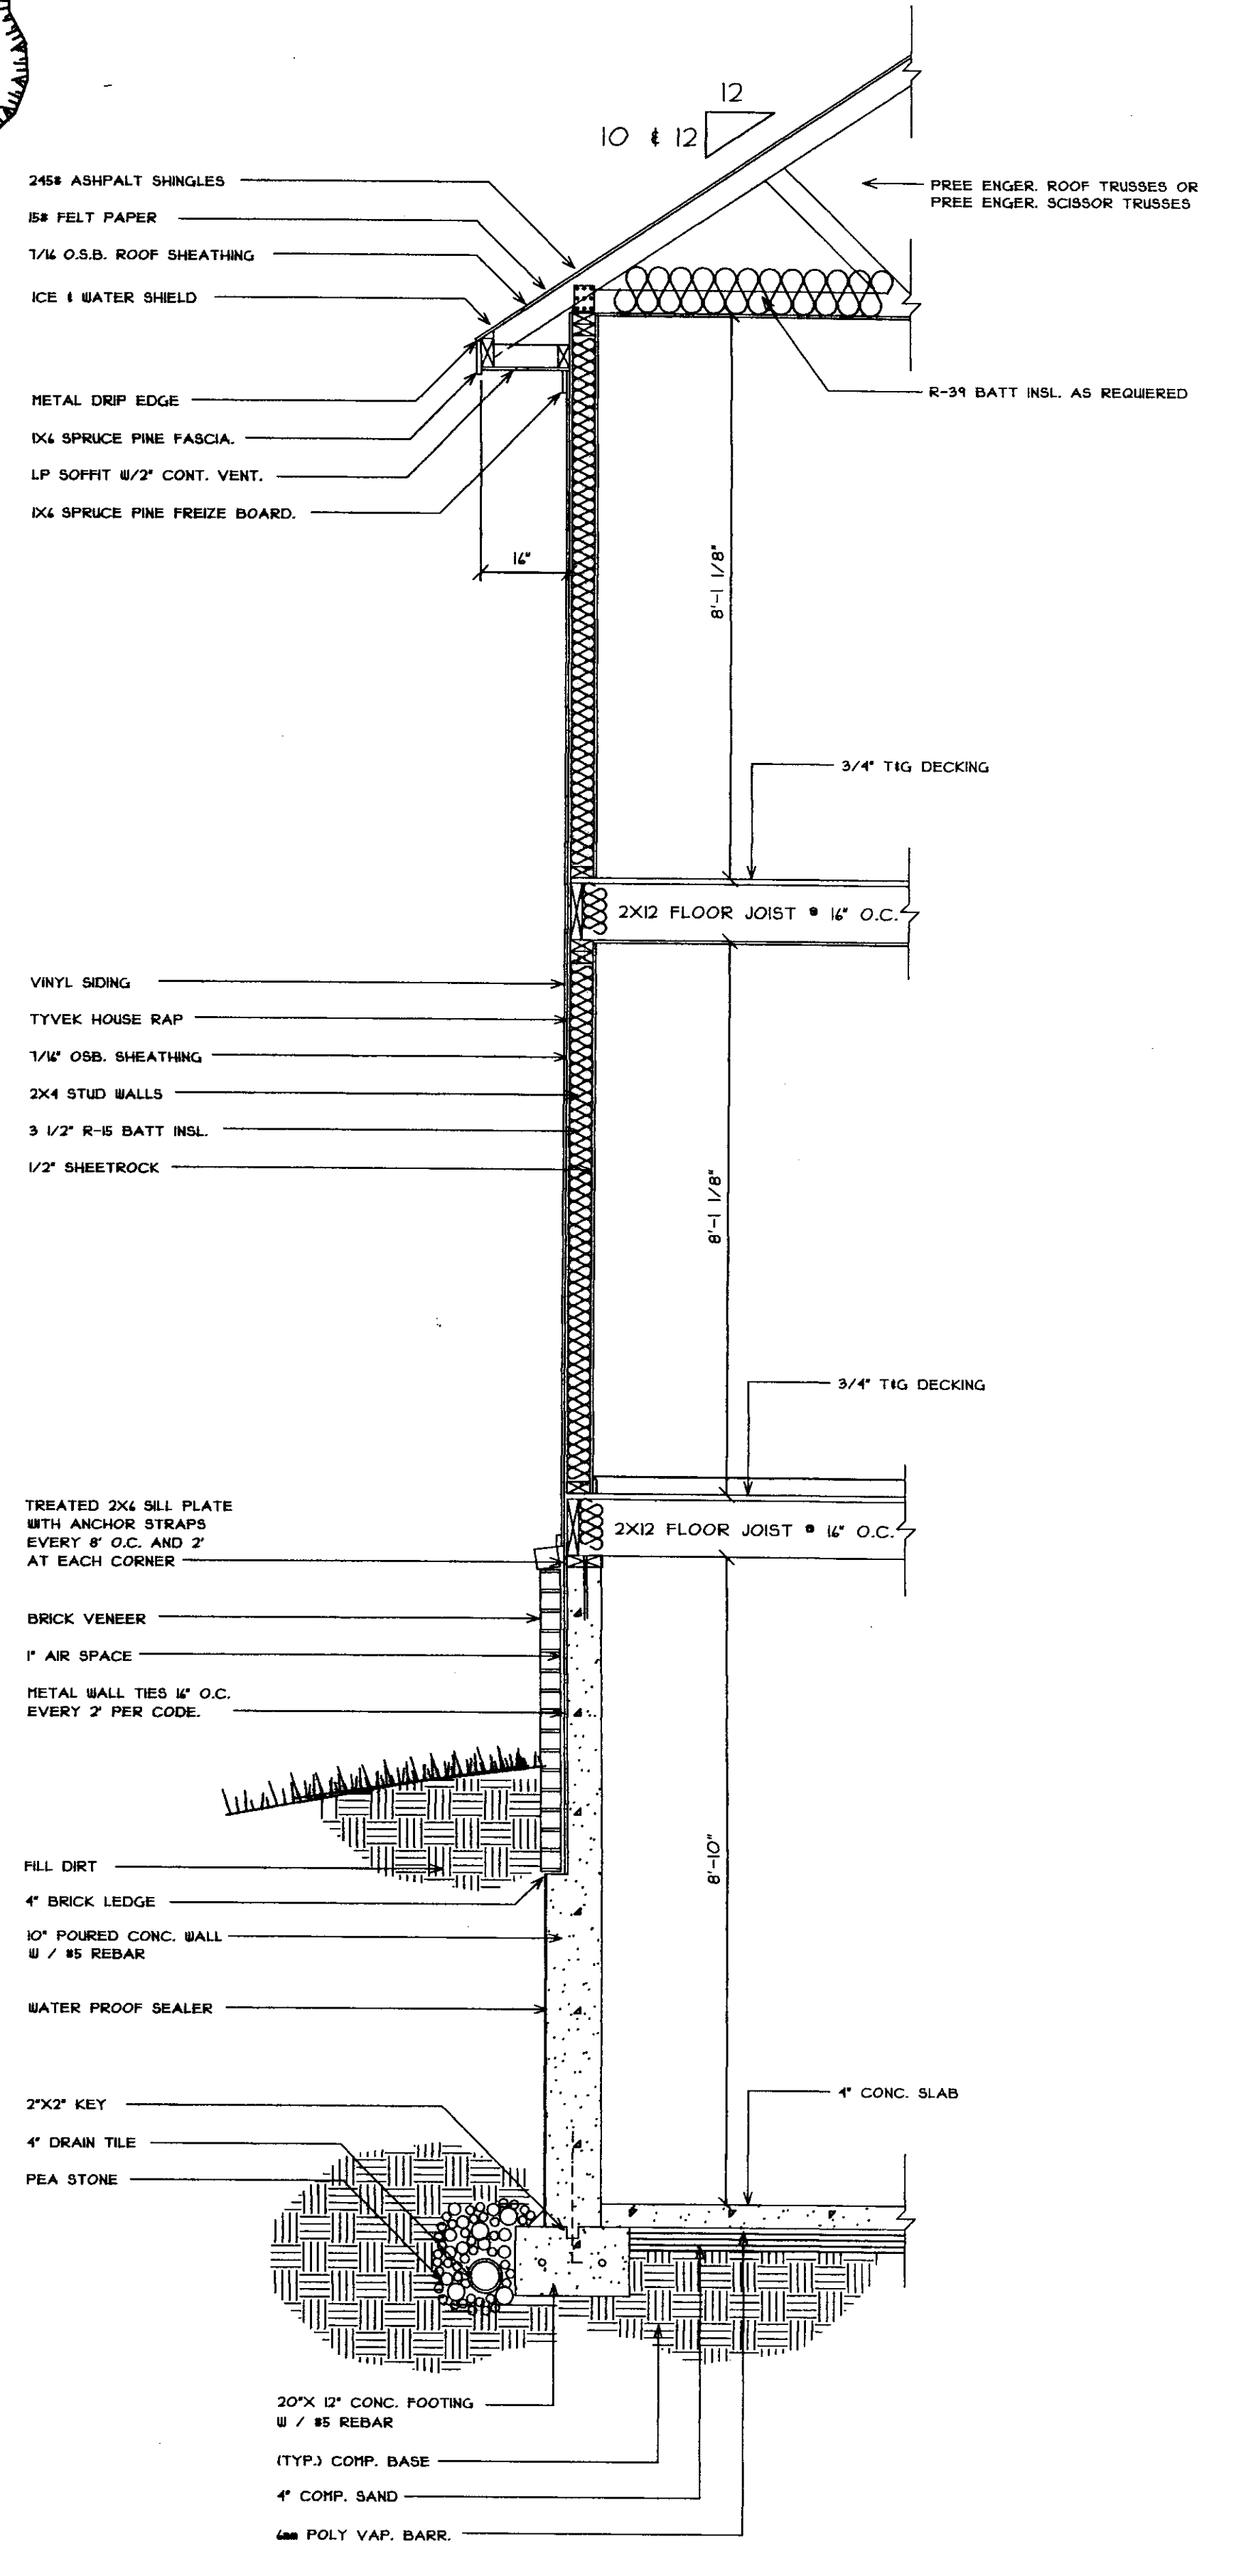 12
10 & 12
245# ASHPALT SHINGLES
15# FELT PAPER
7/16 O.S.B. ROOF SHEATHING
ICE & WATER SHIELD
PREE ENGER. ROOF TRUSSES OR
PREE ENGER. SCISSOR TRUSSES
METAL DRIP EDGE
1X6 SPRUCE PINE FASCIA.
LP SOFFIT W/2" CONT. VENT.
1X6 SPRUCE PINE FREIZE BOARD.
R-39 BATT INSL. AS REQUIERED
16"
8'-1 1/8"
3/4" T&G DECKING
2X12 FLOOR JOIST @ 16" O.C.
VINYL SIDING
TYVEK HOUSE RAP
7/16" OSB. SHEATHING
2X4 STUD WALLS
3 1/2" R-15 BATT INSL.
1/2" SHEETROCK
8'-1 1/8"
3/4" T&G DECKING
2X12 FLOOR JOIST @ 16" O.C.
TREATED 2X6 SILL PLATE
WITH ANCHOR STRAPS
EVERY 8' O.C. AND 2'
AT EACH CORNER
BRICK VENEER
1" AIR SPACE
METAL WALL TIES 16" O.C.
EVERY 2' PER CODE.
8'-10"
FILL DIRT
4" BRICK LEDGE
10" POURED CONC. WALL
W / #5 REBAR
WATER PROOF SEALER
2"X2" KEY
4" DRAIN TILE
PEA STONE
4" CONC. SLAB
20"X 12" CONC. FOOTING
W / #5 REBAR
(TYP.) COMP. BASE
4" COMP. SAND
6mm POLY VAP. BARR.